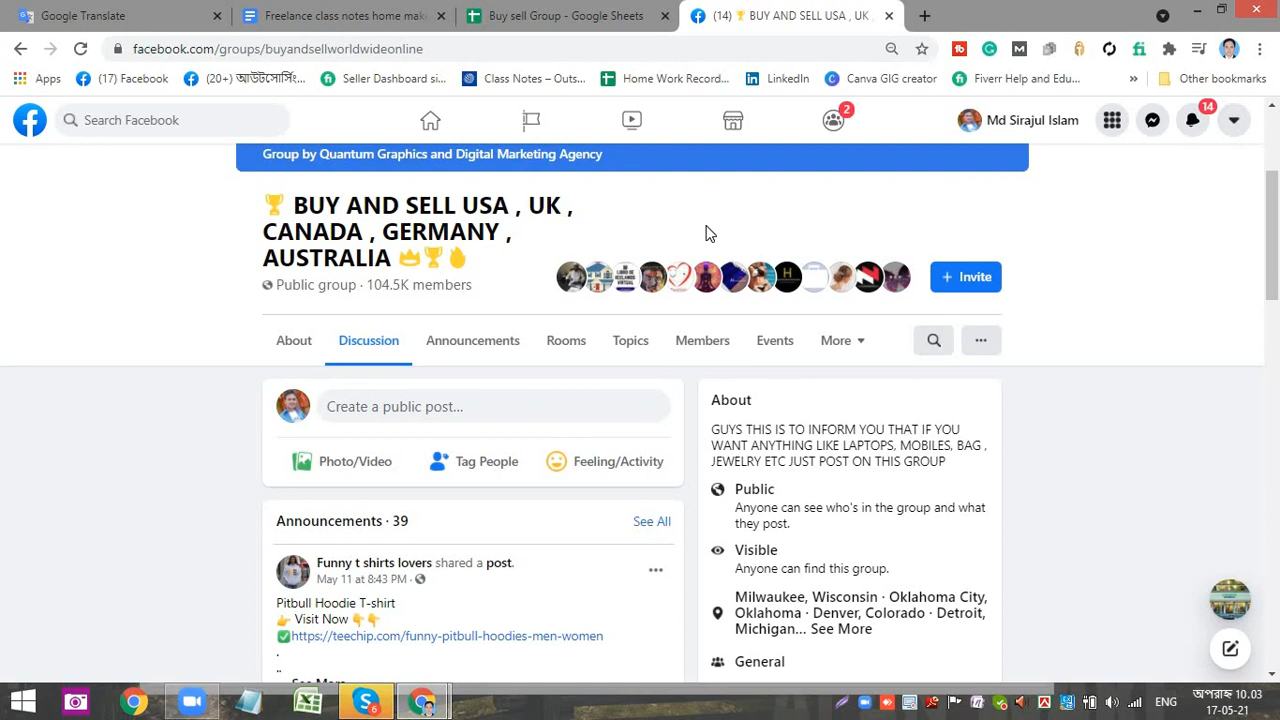 Google Translate
Freelance class notes home mak
Buy sell Group - Google Sheets
(14) 🏆 BUY AND SELL USA , UK ,
facebook.com/groups/buyandsellworldwideonline
Apps
(17) Facebook
(20+) আউটসোর্সিং...
Seller Dashboard si...
Class Notes – Outs...
Home Work Record...
LinkedIn
Canva GIG creator
Fiverr Help and Edu...
»
Other bookmarks
Search Facebook
2
Md Sirajul Islam
14
Group by Quantum Graphics and Digital Marketing Agency
🏆 BUY AND SELL USA , UK ,
CANADA , GERMANY ,
AUSTRALIA 👑🏆🔥
Public group · 104.5K members
+ Invite
About
Discussion
Announcements
Rooms
Topics
Members
Events
More
Create a public post...
Photo/Video
Tag People
Feeling/Activity
Announcements · 39
See All
Funny t shirts lovers shared a post.
May 11 at 8:43 PM ·
Pitbull Hoodie T-shirt
👉 Visit Now 👇👇
✅https://teechip.com/funny-pitbull-hoodies-men-women
.
..
See More
About
GUYS THIS IS TO INFORM YOU THAT IF YOU
WANT ANYTHING LIKE LAPTOPS, MOBILES, BAG ,
JEWELRY ETC JUST POST ON THIS GROUP
Public
Anyone can see who's in the group and what
they post.
Visible
Anyone can find this group.
Milwaukee, Wisconsin · Oklahoma City,
Oklahoma · Denver, Colorado · Detroit,
Michigan... See More
General
ENG
অপরাহ্ণ 10.03
17-05-21